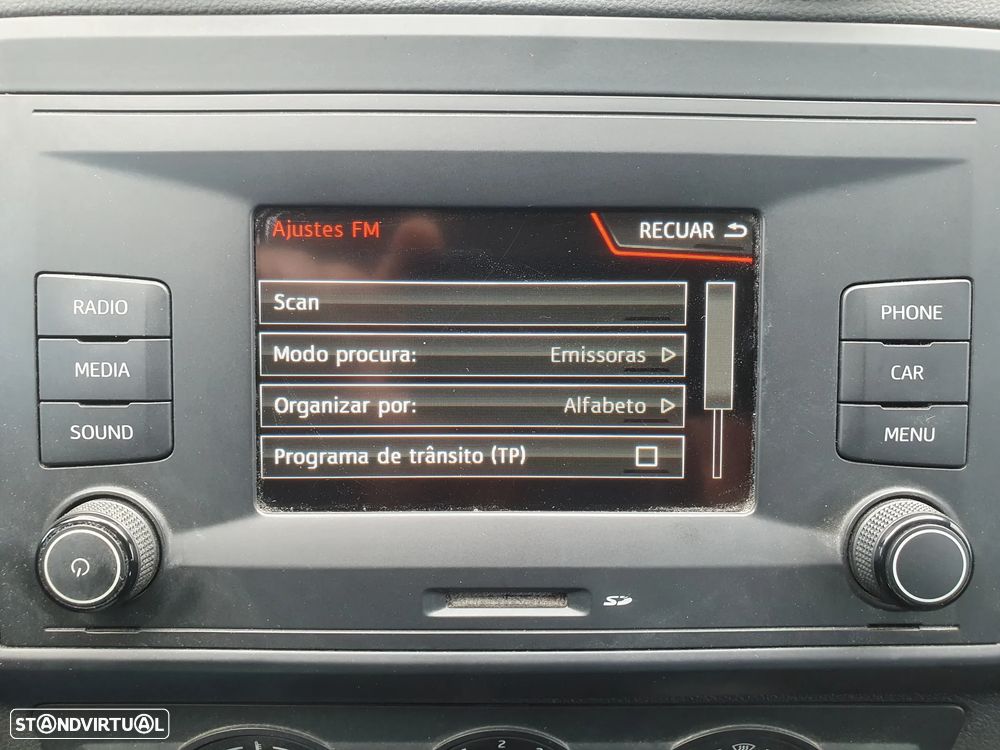 Ajustes FM
RECUAR
Scan
Modo procura: Emissoras
Organizar por: Alfabeto
Programa de trânsito (TP)
RADIO
MEDIA
SOUND
PHONE
CAR
MENU
SD
2
STANDVIRTUAL